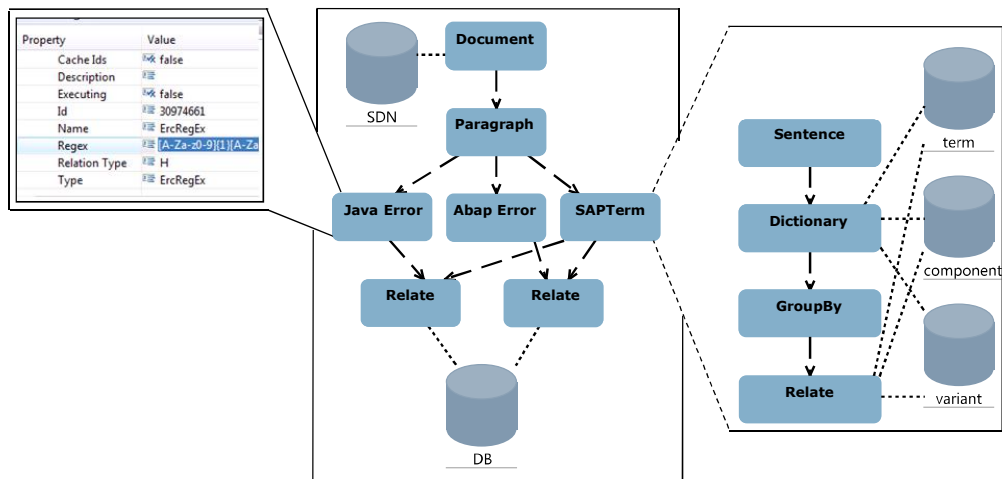 Property Value
Cache Ids false
Description
Executing false
Id 30974661
Name ErcRegEx
Regex [A-Za-z0-9]{1}[A-Za
Relation Type H
Type ErcRegEx
Document
SDN
Paragraph
Java Error
Abap Error
SAPTerm
Relate
Relate
DB
Sentence
term
Dictionary
component
GroupBy
Relate
variant